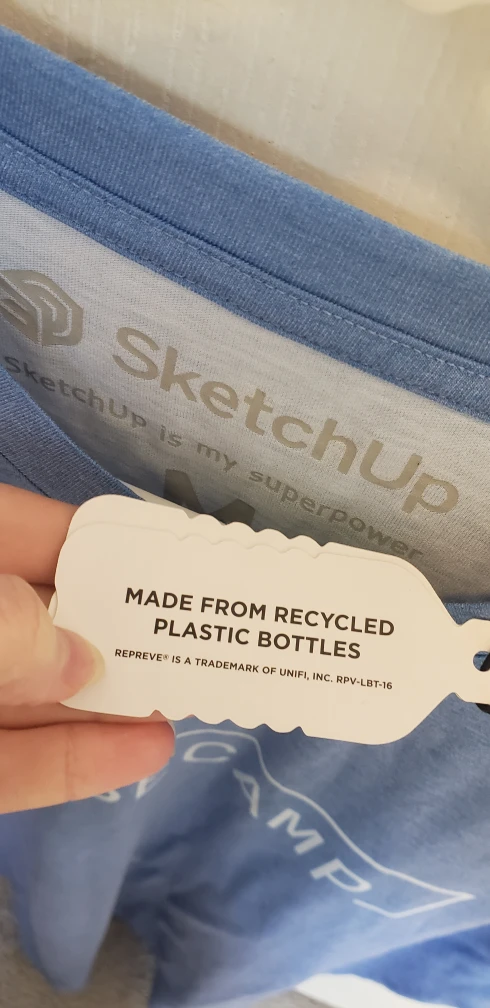 SketchUp
SketchUp is my superpower
M
MADE FROM RECYCLED
PLASTIC BOTTLES
REPREVE® IS A TRADEMARK OF UNIFI, INC. RPV-LBT-16
CAMP